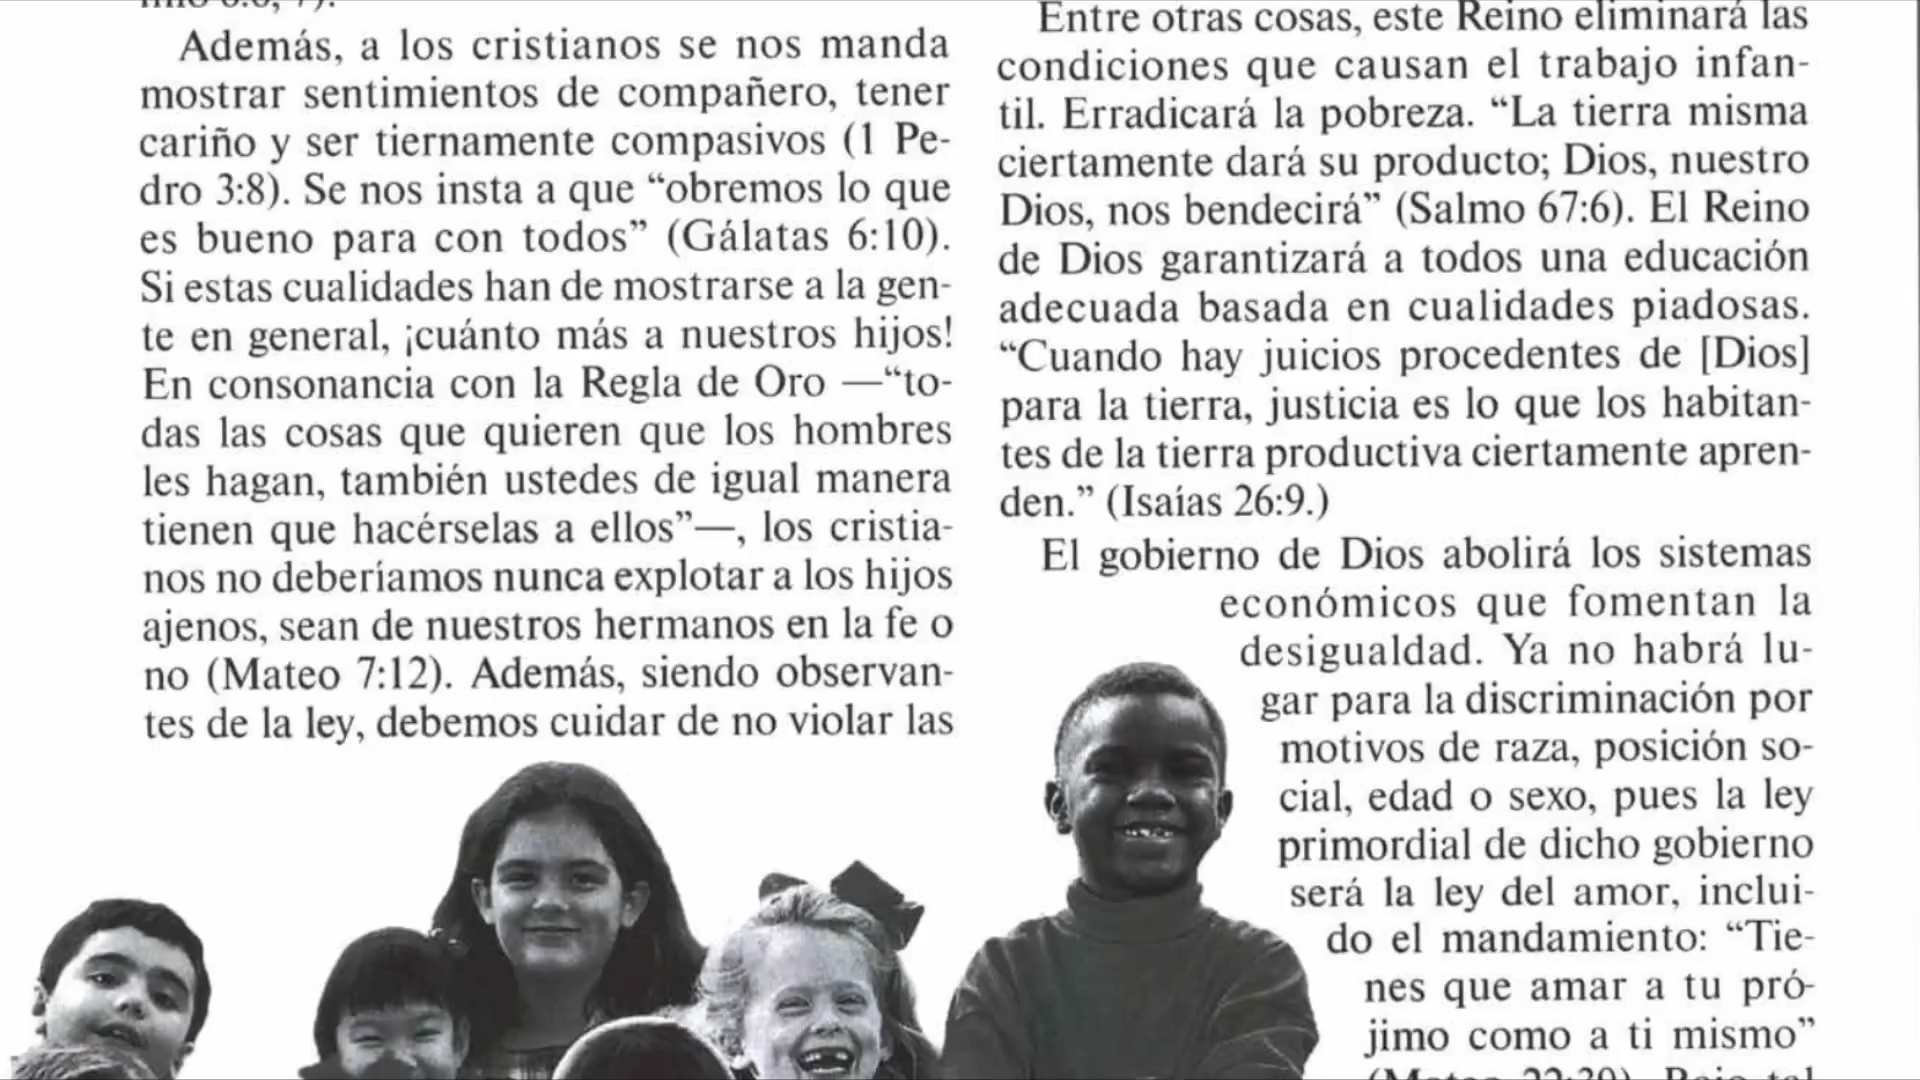 Además, a los cristianos se nos manda
mostrar sentimientos de compañero, tener
cariño y ser tiernamente compasivos (1 Pe-
dro 3:8). Se nos insta a que “obremos lo que
es bueno para con todos” (Gálatas 6:10).
Si estas cualidades han de mostrarse a la gen-
te en general, ¡cuánto más a nuestros hijos!
En consonancia con la Regla de Oro —“to-
das las cosas que quieren que los hombres
les hagan, también ustedes de igual manera
tienen que hacérselas a ellos”—, los cristia-
nos no deberíamos nunca explotar a los hijos
ajenos, sean de nuestros hermanos en la fe o
no (Mateo 7:12). Además, siendo observan-
tes de la ley, debemos cuidar de no violar las
Entre otras cosas, este Reino eliminará las
condiciones que causan el trabajo infan-
til. Erradicará la pobreza. “La tierra misma
ciertamente dará su producto; Dios, nuestro
Dios, nos bendecirá” (Salmo 67:6). El Reino
de Dios garantizará a todos una educación
adecuada basada en cualidades piadosas.
“Cuando hay juicios procedentes de [Dios]
para la tierra, justicia es lo que los habitan-
tes de la tierra productiva ciertamente apren-
den.” (Isaías 26:9.)
El gobierno de Dios abolirá los sistemas
económicos que fomentan la
desigualdad. Ya no habrá lu-
gar para la discriminación por
motivos de raza, posición so-
cial, edad o sexo, pues la ley
primordial de dicho gobierno
será la ley del amor, inclui-
do el mandamiento: “Tie-
nes que amar a tu pró-
jimo como a ti mismo”
(Mateo 22:39). Bajo tal